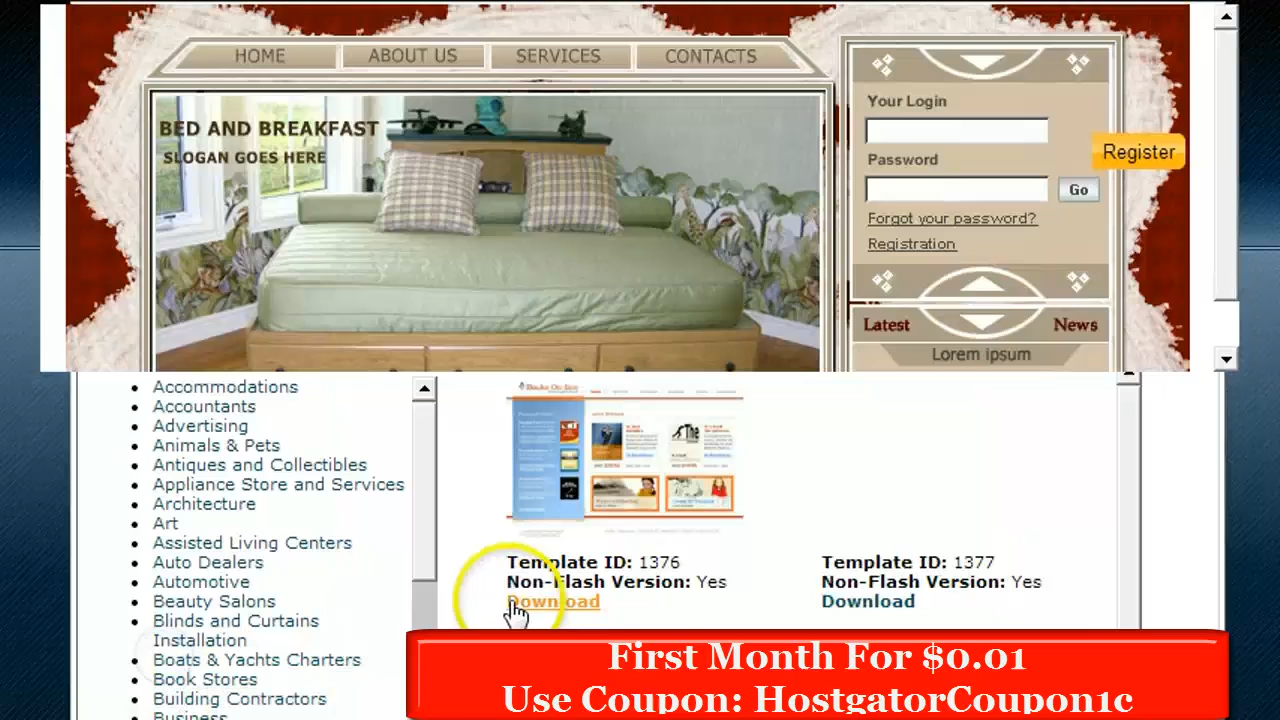 HOME ABOUT US SERVICES CONTACTS
BED AND BREAKFAST
SLOGAN GOES HERE
Your Login
Password
Register
Go
Forgot your password?
Registration
Latest News
Lorem ipsum
Accommodations
Accountants
Advertising
Animals & Pets
Antiques and Collectibles
Appliance Store and Services
Architecture
Art
Assisted Living Centers
Auto Dealers
Automotive
Beauty Salons
Blinds and Curtains
Installation
Boats & Yachts Charters
Book Stores
Building Contractors
Business
Template ID: 1376
Non-Flash Version: Yes
Download
Template ID: 1377
Non-Flash Version: Yes
Download
First Month For $0.01
Use Coupon: HostgatorCoupon1c